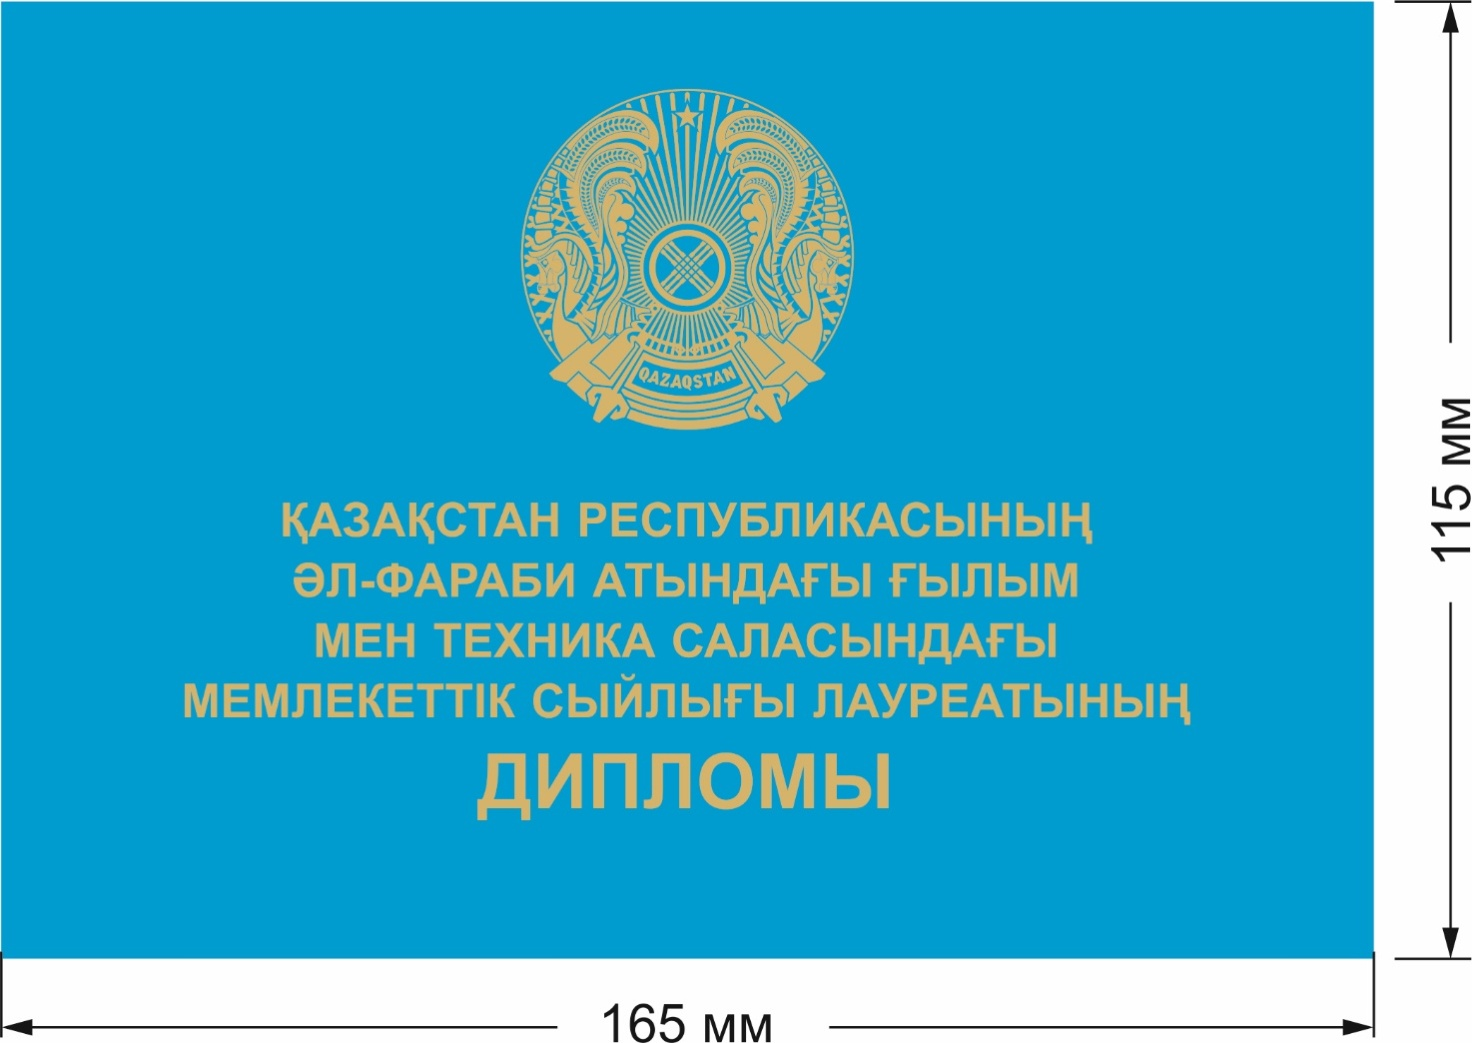 QAZAQSTAN
ҚАЗАҚСТАН РЕСПУБЛИКАСЫНЫҢ
ӘЛ-ФАРАБИ АТЫНДАҒЫ ҒЫЛЫМ
МЕН ТЕХНИКА САЛАСЫНДАҒЫ
МЕМЛЕКЕТТІК СЫЙЛЫҒЫ ЛАУРЕАТЫНЫҢ
ДИПЛОМЫ
115 мм
165 мм